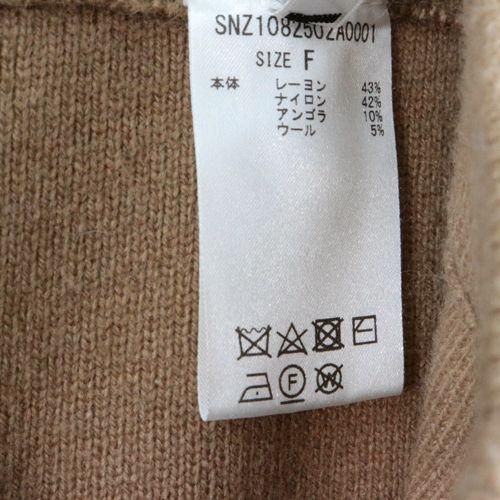 SNZ1082502A0001
SIZE F
本体 レーヨン 43%
ナイロン 42%
アンゴラ 10%
ウール 5%
F W